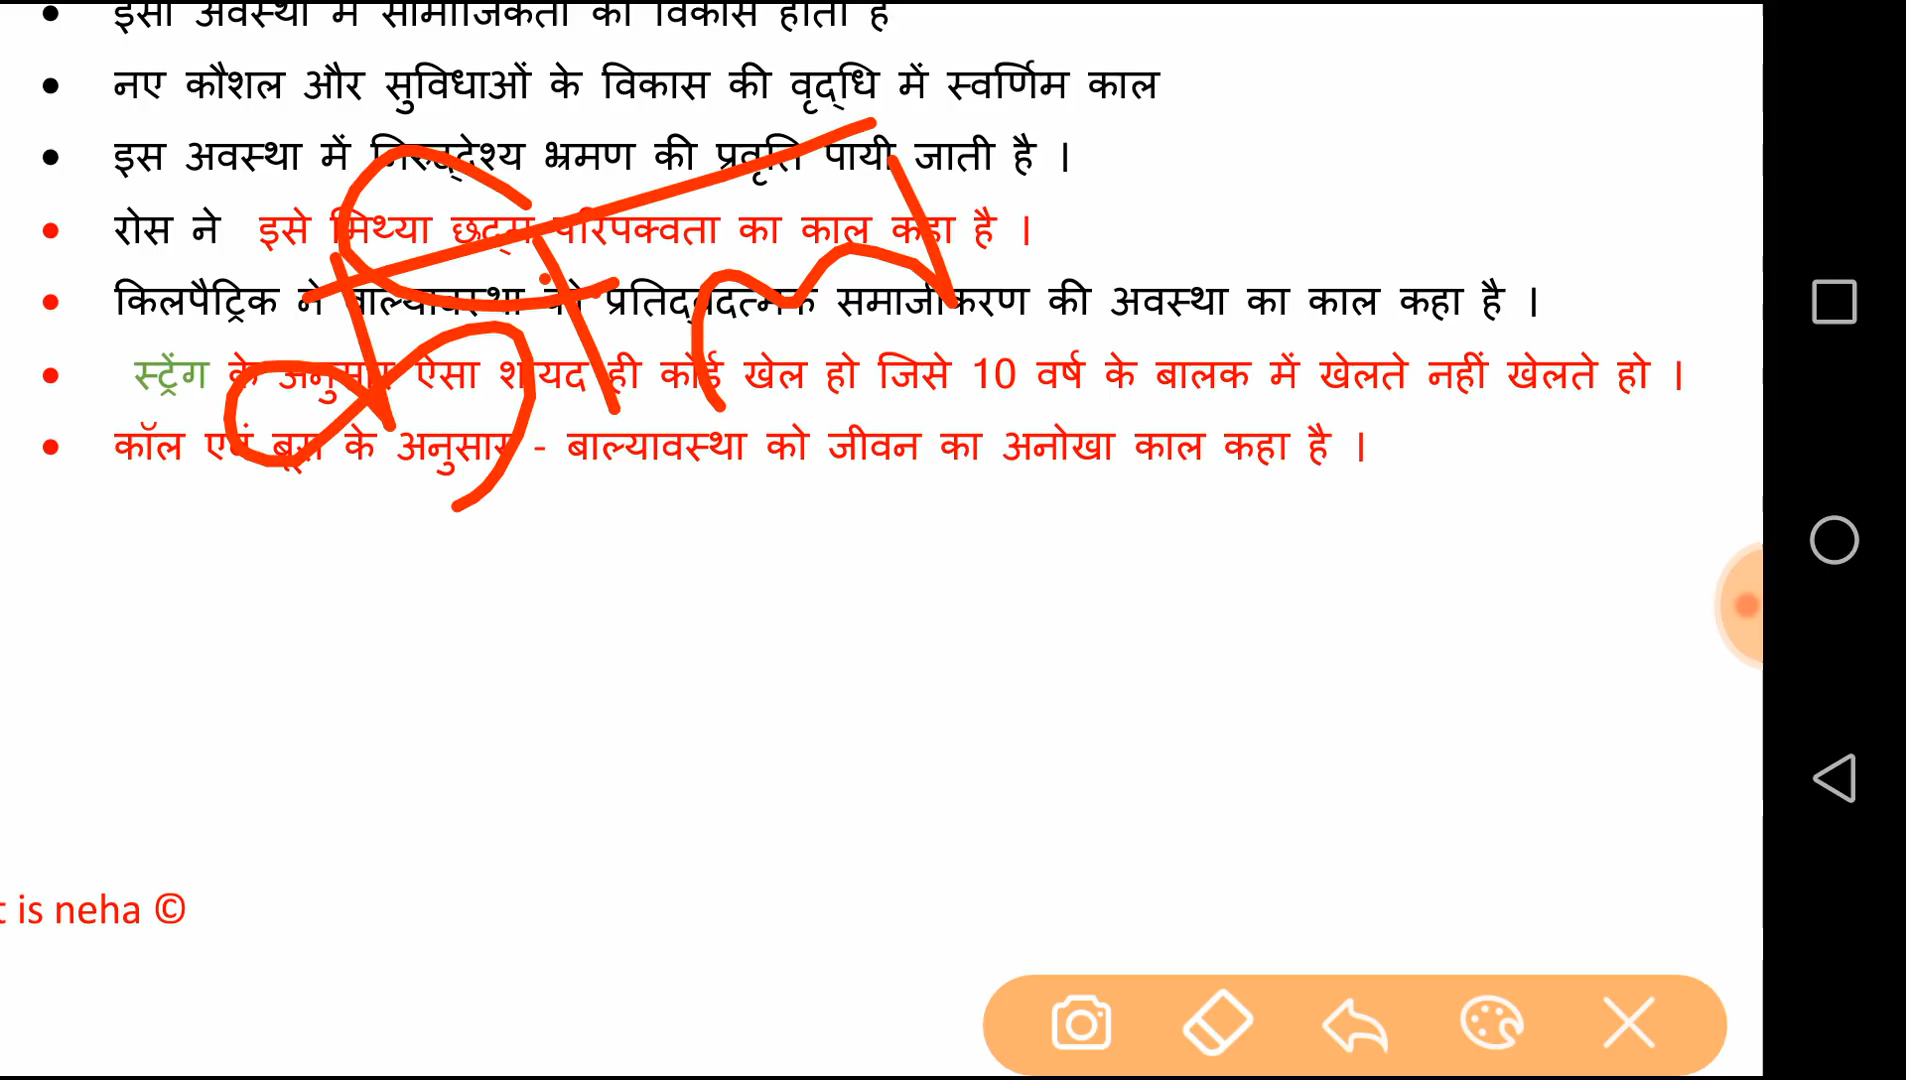 इसी अवस्था में सामाजिकता का विकास होता है
नए कौशल और सुविधाओं के विकास की वृद्धि में स्वर्णिम काल
इस अवस्था में निरुद्देश्य भ्रमण की प्रवृति पायी जाती है ।
रोस ने इसे मिथ्या छद्म परिपक्वता का काल कहा है ।
किलपैट्रिक ने बाल्यावस्था को प्रतिद्वंदत्मक समाजीकरण की अवस्था का काल कहा है ।
स्ट्रेंग के अनुसार ऐसा शायद ही कोई खेल हो जिसे 10 वर्ष के बालक में खेलते नहीं खेलते हो ।
कॉल एवं ब्रूस के अनुसार - बाल्यावस्था को जीवन का अनोखा काल कहा है ।
is neha ©